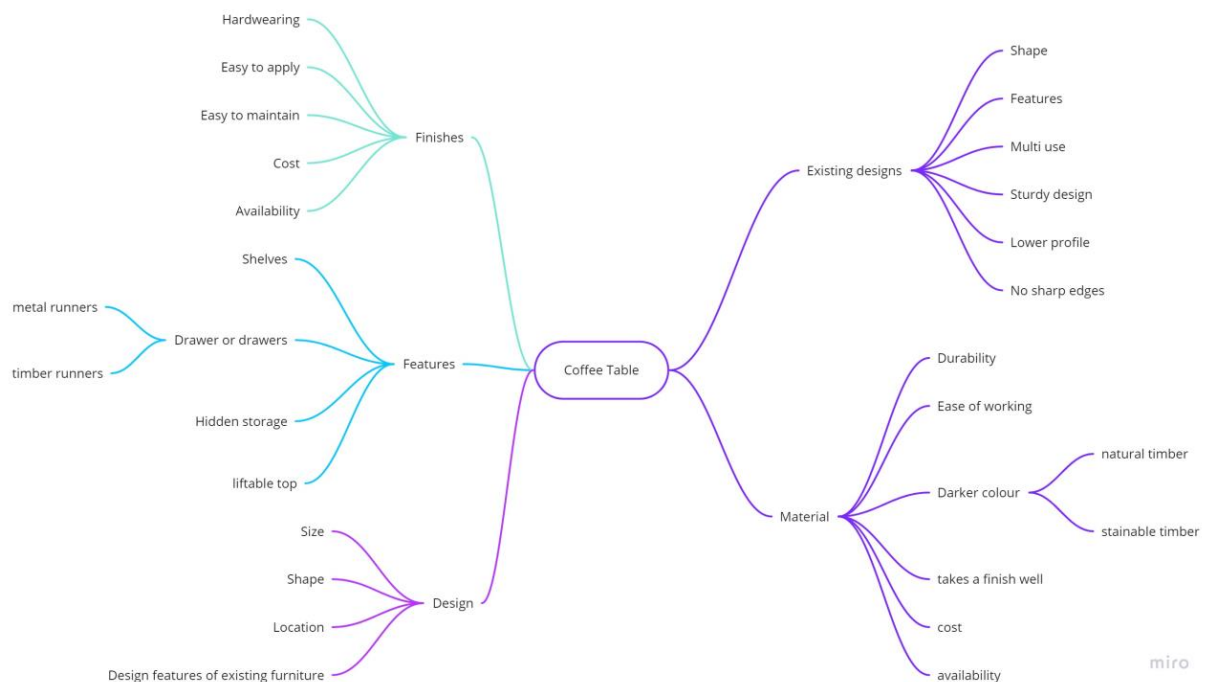 Coffee Table
Finishes
Hardwearing
Easy to apply
Easy to maintain
Cost
Availability
Features
Shelves
Drawer or drawers
metal runners
timber runners
Hidden storage
liftable top
Design
Size
Shape
Location
Design features of existing furniture
Existing designs
Shape
Features
Multi use
Sturdy design
Lower profile
No sharp edges
Material
Durability
Ease of working
Darker colour
natural timber
stainable timber
takes a finish well
cost
availability
miro